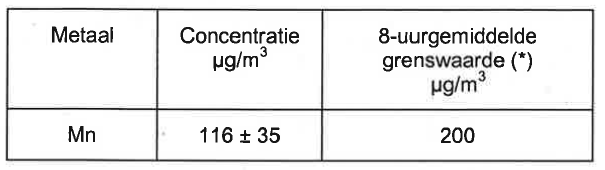 Metaal Concentratie 8-uurgemiddelde
µg/m³ grenswaarde (*)
µg/m³
Mn 116 ± 35 200